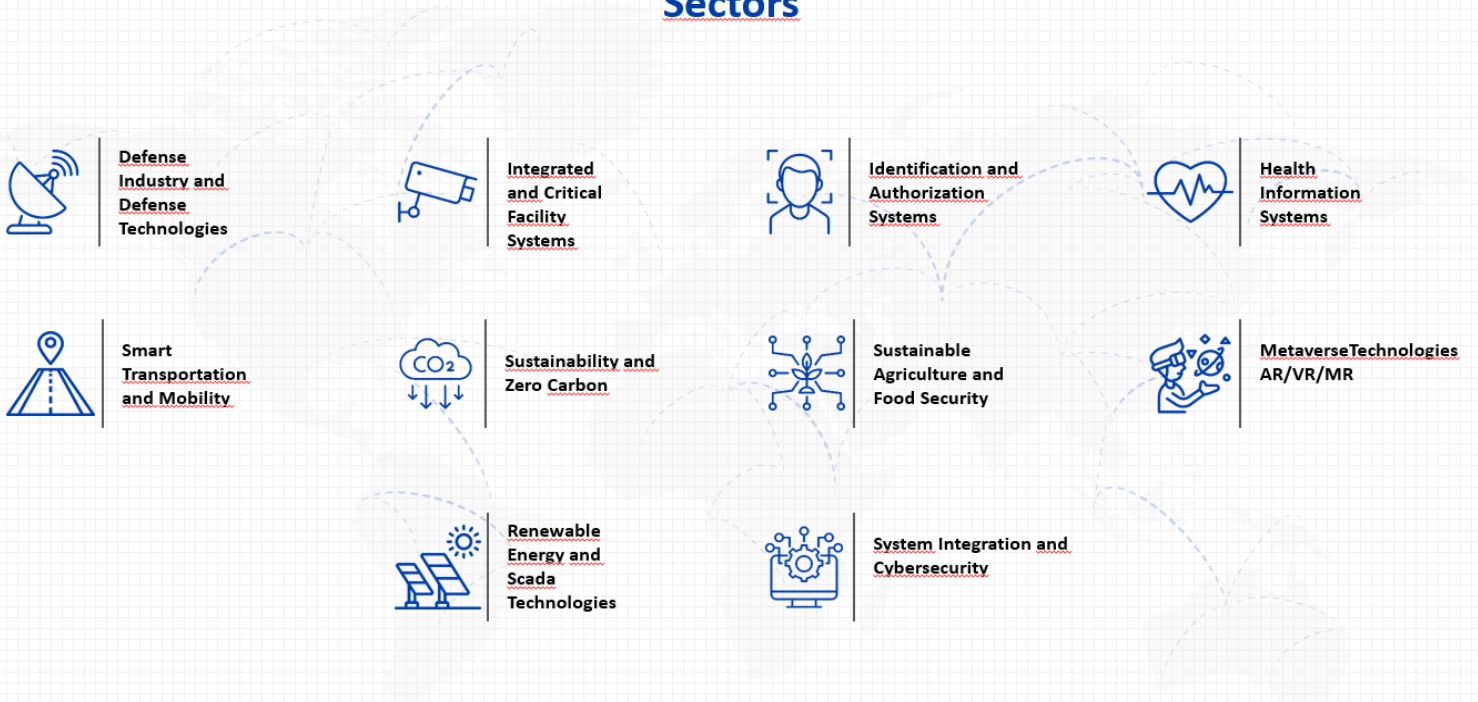 Sectors
Defense
Industry and
Defense
Technologies
Integrated
and Critical
Facility
Systems
Identification and
Authorization
Systems
Health
Information
Systems
Smart
Transportation
and Mobility
CO2
Sustainability and
Zero Carbon
Sustainable
Agriculture and
Food Security
MetaverseTechnologies
AR/VR/MR
Renewable
Energy and
Scada
Technologies
System Integration and
Cybersecurity